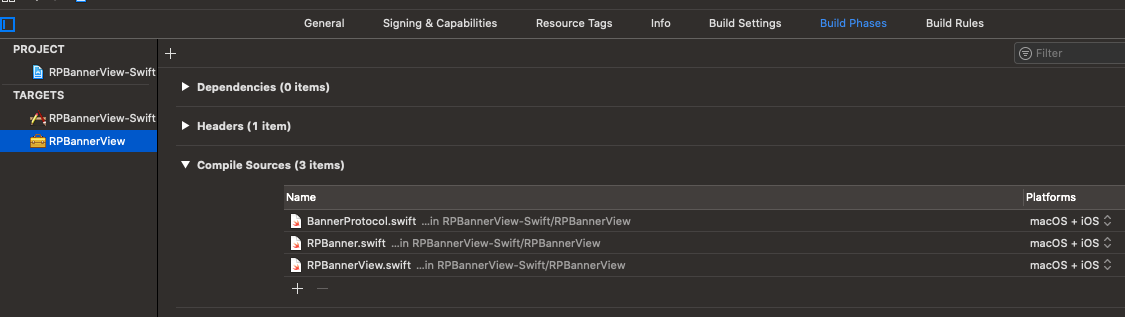 General Signing & Capabilities Resource Tags Info Build Settings Build Phases Build Rules
PROJECT
RPBannerView-Swift
TARGETS
RPBannerView-Swift
RPBannerView
Filter
Dependencies (0 items)
Headers (1 item)
Compile Sources (3 items)
Name Platforms
BannerProtocol.swift ...in RPBannerView-Swift/RPBannerView macOS + iOS
RPBanner.swift ...in RPBannerView-Swift/RPBannerView macOS + iOS
RPBannerView.swift ...in RPBannerView-Swift/RPBannerView macOS + iOS